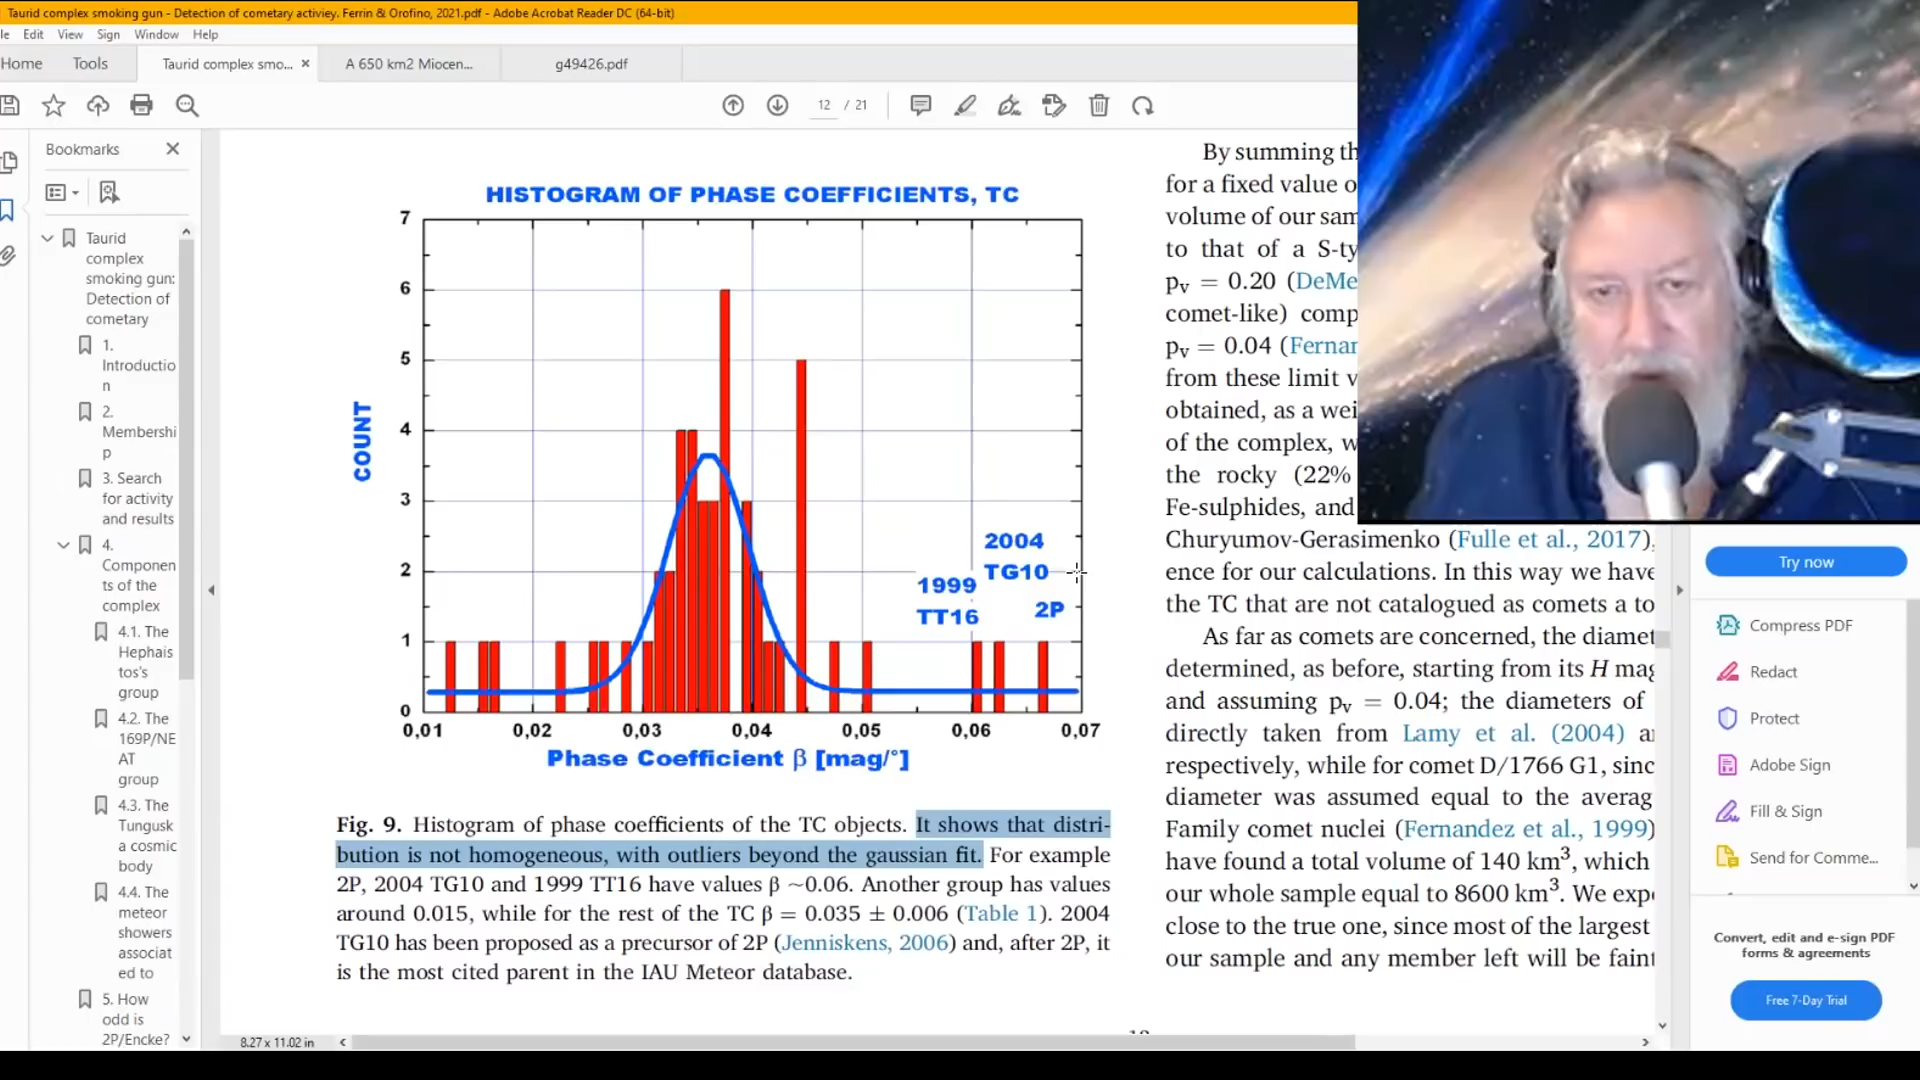 Taurid complex smoking gun - Detection of cometary activiey. Ferrin & Orofino, 2021.pdf - Adobe Acrobat Reader DC (64-bit)
le Edit View Sign Window Help
Home Tools Taurid complex smo... × A 650 km2 Miocen... g49426.pdf
12 / 21
Bookmarks
Taurid
complex
smoking gun:
Detection of
cometary
1.
Introductio
n
2.
Membershi
p
3. Search
for activity
and results
4.
Componen
ts of the
complex
4.1. The
Hephais
tos's
group
4.2. The
169P/NE
AT
group
4.3. The
Tungusk
a cosmic
body
4.4. The
meteor
showers
associat
ed to
5. How
odd is
2P/Encke?
HISTOGRAM OF PHASE COEFFICIENTS, TC
COUNT
7
6
5
4
3
2
1
0
2004
TG10
1999
TT16
2P
0,01 0,02 0,03 0,04 0,05 0,06 0,07
Phase Coefficient β [mag/°]
Fig. 9. Histogram of phase coefficients of the TC objects. It shows that distri-
bution is not homogeneous, with outliers beyond the gaussian fit. For example
2P, 2004 TG10 and 1999 TT16 have values β ~0.06. Another group has values
around 0.015, while for the rest of the TC β = 0.035 ± 0.006 (Table 1). 2004
TG10 has been proposed as a precursor of 2P (Jenniskens, 2006) and, after 2P, it
is the most cited parent in the IAU Meteor database.
8.27 x 11.02 in
By summing th
for a fixed value o
volume of our sam
to that of a S-ty
pv = 0.20 (DeMe
comet-like) comp
pv = 0.04 (Fernar
from these limit v
obtained, as a wei
of the complex, w
the rocky (22%
Fe-sulphides, and
Churyumov-Gerasimenko (Fulle et al., 2017),
ence for our calculations. In this way we have
the TC that are not catalogued as comets a to
As far as comets are concerned, the diamet
determined, as before, starting from its H mag
and assuming pv = 0.04; the diameters of
directly taken from Lamy et al. (2004) a
respectively, while for comet D/1766 G1, sinc
diameter was assumed equal to the averag
Family comet nuclei (Fernandez et al., 1999)
have found a total volume of 140 km³, which
our whole sample equal to 8600 km³. We exp
close to the true one, since most of the largest
our sample and any member left will be faint
Try now
Compress PDF
Redact
Protect
Adobe Sign
Fill & Sign
Send for Comme...
Convert, edit and e-sign PDF
forms & agreements
Free 7-Day Trial